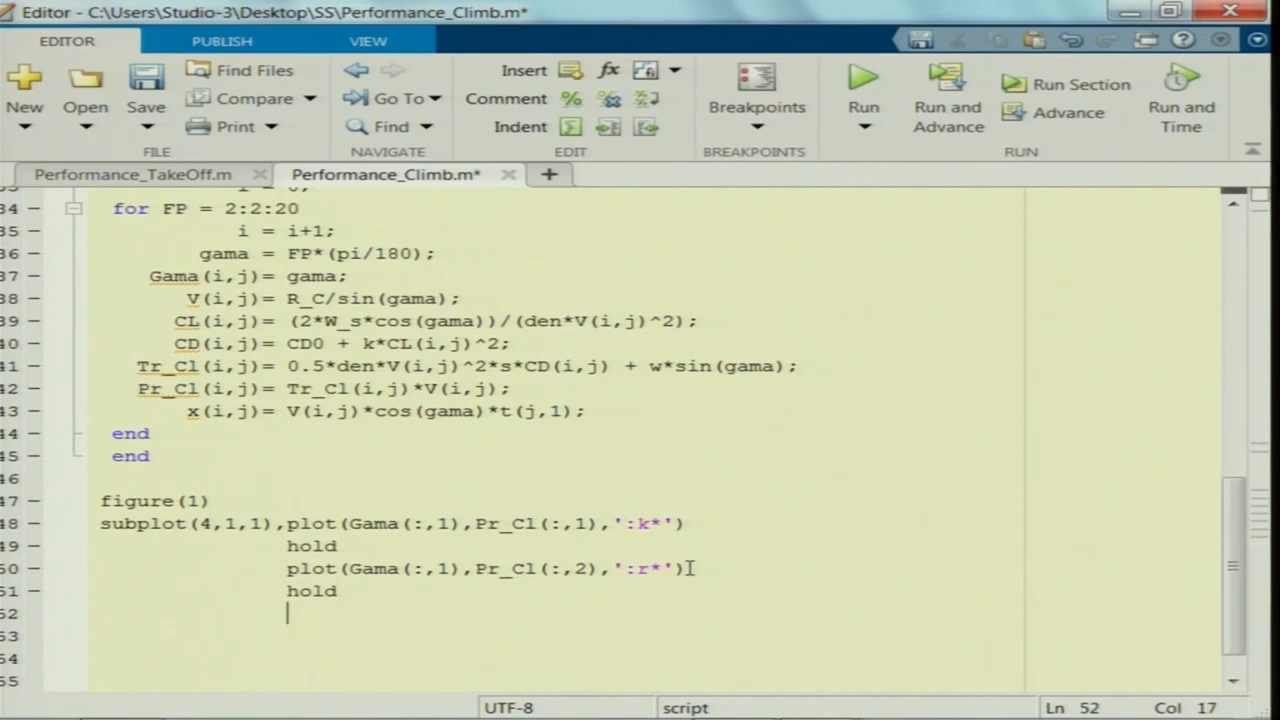 Editor - C:\Users\Studio-3\Desktop\SS\Performance_Climb.m*
EDITOR PUBLISH VIEW
New Open Save Find Files Compare Print Go To Find Insert Comment Indent fx Breakpoints Run Run and Advance Run Section Advance Run and Time
FILE NAVIGATE EDIT BREAKPOINTS RUN
Performance_TakeOff.m Performance_Climb.m* +
34 for FP = 2:2:20
35 i = i+1;
36 gama = FP*(pi/180);
37 Gama(i,j)= gama;
38 V(i,j)= R_C/sin(gama);
39 CL(i,j)= (2*W_s*cos(gama))/(den*V(i,j)^2);
40 CD(i,j)= CD0 + k*CL(i,j)^2;
41 Tr_Cl(i,j)= 0.5*den*V(i,j)^2*s*CD(i,j) + w*sin(gama);
42 Pr_Cl(i,j)= Tr_Cl(i,j)*V(i,j);
43 x(i,j)= V(i,j)*cos(gama)*t(j,1);
44 end
45 end
46
47 figure(1)
48 subplot(4,1,1),plot(Gama(:,1),Pr_Cl(:,1),':k*')
49 hold
50 plot(Gama(:,1),Pr_Cl(:,2),':r*')
51 hold
52
53
54
55
UTF-8 script Ln 52 Col 17